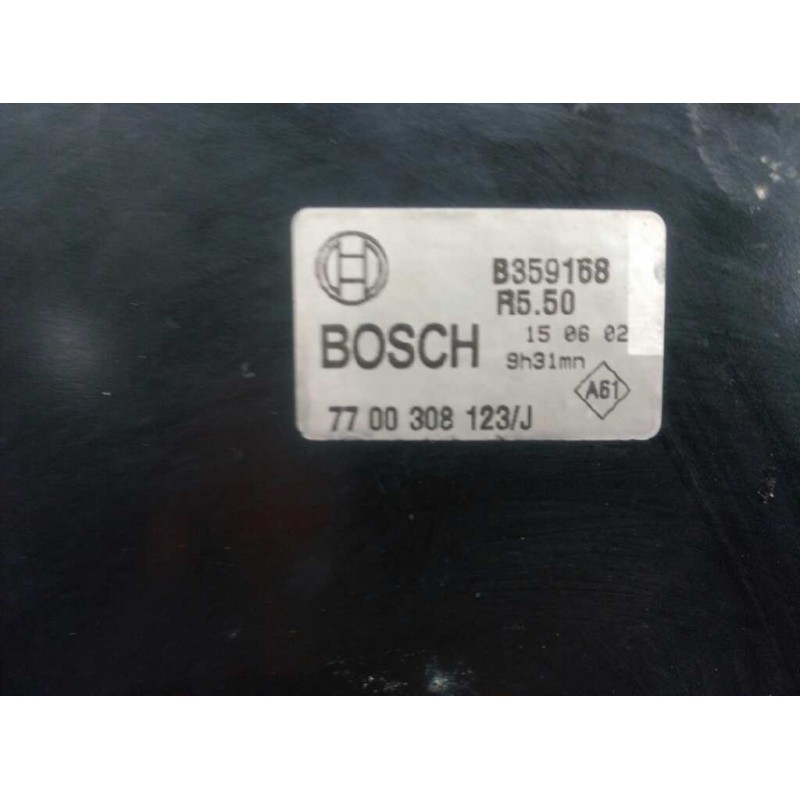 B359168
R5.50
BOSCH
15 06 02
9h31mn
A61
77 00 308 123/J